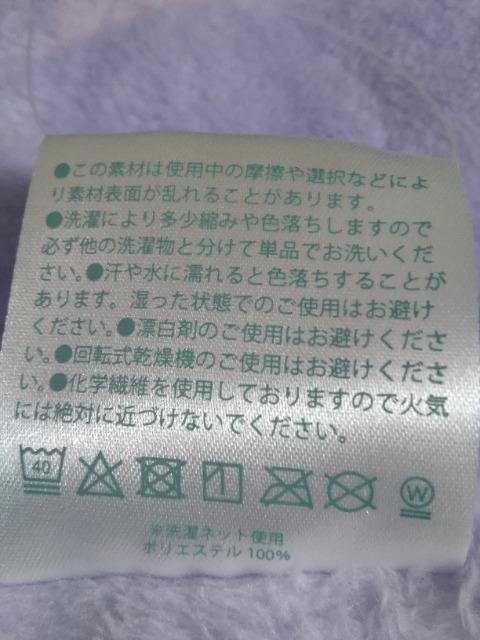 ●この素材は使用中の摩擦や選択などによ
り素材表面が乱れることがあります。
●洗濯により多少縮みや色落ちしますので
必ず他の洗濯物と分けて単品でお洗いくだ
さい。●汗や水に濡れると色落ちすることが
あります。湿った状態でのご使用はお避け
ください。●漂白剤のご使用はお避けくださ
い。●回転式乾燥機のご使用はお避けくださ
い。●化学繊維を使用しておりますので火気
には絶対に近づけないでください。
40 W
※洗濯ネット使用
ポリエステル100%